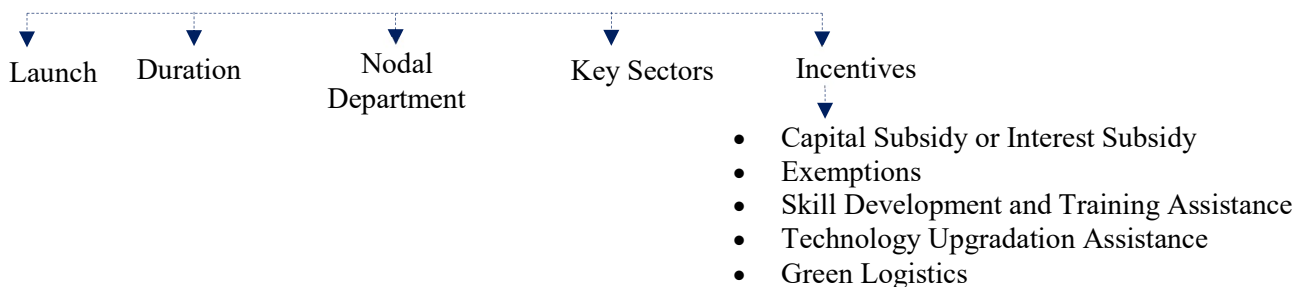 Launch
Duration
Nodal
Department
Key Sectors
Incentives
• Capital Subsidy or Interest Subsidy
• Exemptions
• Skill Development and Training Assistance
• Technology Upgradation Assistance
• Green Logistics